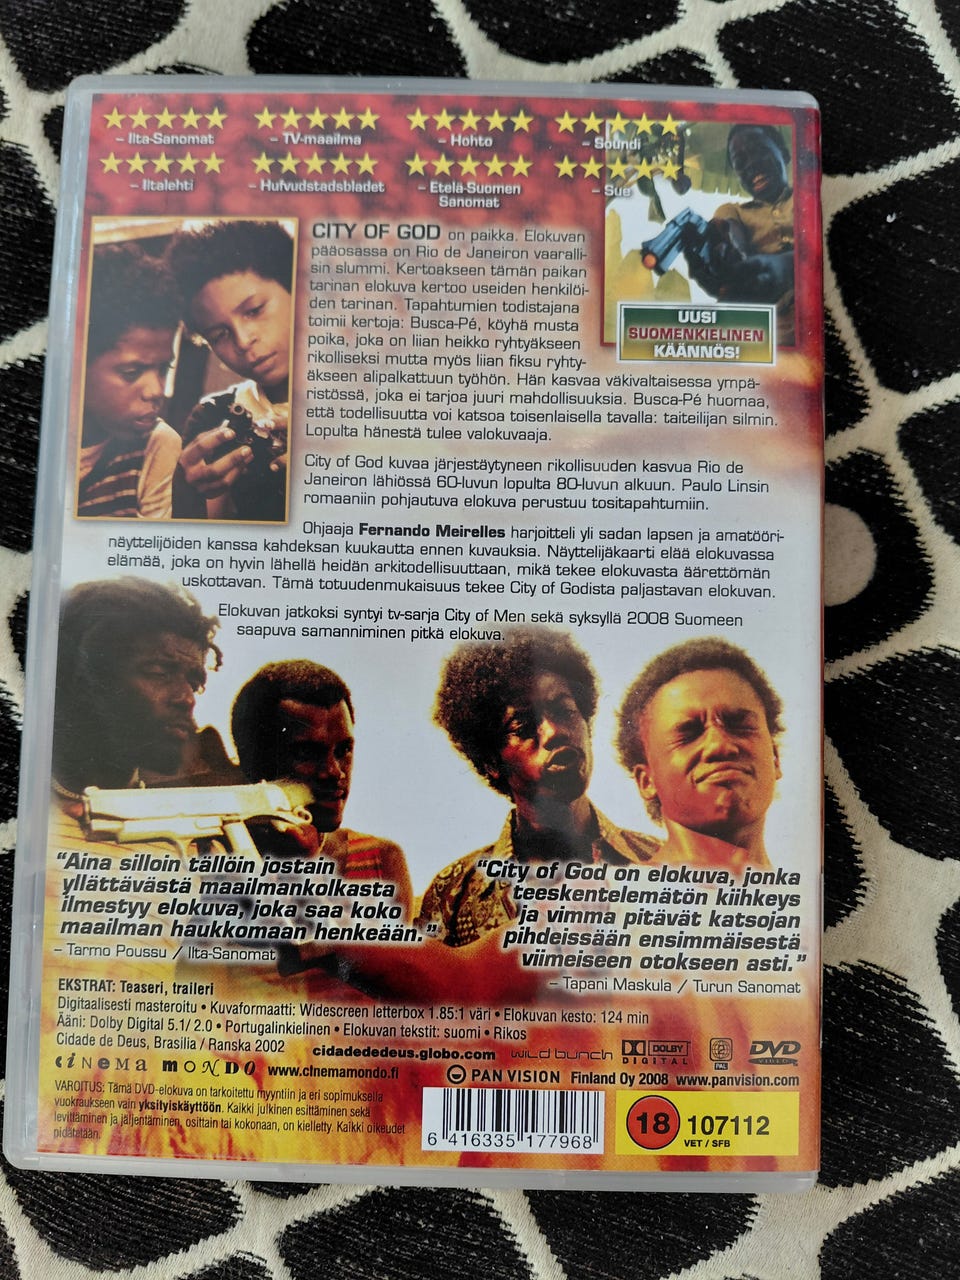 ★★★★★ ★★★★★ ★★★★★ ★★★★★
– Ilta-Sanomat – TV-maailma – Hohto – Soundi
★★★★★ ★★★★★ ★★★★★ ★★★★★
– Iltalehti – Hufvudstadsbladet – Etelä-Suomen Sanomat – Sue
CITY OF GOD on paikka. Elokuvan
pääosassa on Rio de Janeiron vaaralli-
sin slummi. Kertoakseen tämän paikan
tarinan elokuva kertoo useiden henkilöi-
den tarinan. Tapahtumien todistajana
toimii kertoja: Busca-Pé, köyhä musta
poika, joka on liian heikko ryhtyäkseen
rikolliseksi mutta myös liian fiksu ryhty-
äkseen alipalkattuun työhön. Hän kasvaa väkivaltaisessa ympä-
ristössä, joka ei tarjoa juuri mahdollisuuksia. Busca-Pé huomaa,
että todellisuutta voi katsoa toisenlaisella tavalla: taiteilijan silmin.
Lopulta hänestä tulee valokuvaaja.
UUSI
SUOMENKIELINEN
KÄÄNNÖS!
City of God kuvaa järjestäytyneen rikollisuuden kasvua Rio de
Janeiron lähiössä 60-luvun lopulta 80-luvun alkuun. Paulo Linsin
romaaniin pohjautuva elokuva perustuu tositapahtumiin.
Ohjaaja Fernando Meirelles harjoitteli yli sadan lapsen ja amatööri-
näyttelijöiden kanssa kahdeksan kuukautta ennen kuvauksia. Näyttelijäkaarti elää elokuvassa
elämää, joka on hyvin lähellä heidän arkitodellisuuttaan, mikä tekee elokuvasta äärettömän
uskottavan. Tämä totuudenmukaisuus tekee City of Godista paljastavan elokuvan.
Elokuvan jatkoksi syntyi tv-sarja City of Men sekä syksyllä 2008 Suomeen
saapuva samanniminen pitkä elokuva.
"Aina silloin tällöin jostain
yllättävästä maailmankolkasta
ilmestyy elokuva, joka saa koko
maailman haukkomaan henkeään."
– Tarmo Poussu / Ilta-Sanomat
"City of God on elokuva, jonka
teeskentelemätön kiihkeys
ja vimma pitävät katsojan
pihdeissään ensimmäisestä
viimeiseen otokseen asti."
– Tapani Maskula / Turun Sanomat
EKSTRAT: Teaseri, traileri
Digitaalisesti masteroitu • Kuvaformaatti: Widescreen letterbox 1.85:1 väri • Elokuvan kesto: 124 min
Ääni: Dolby Digital 5.1/ 2.0 • Portugalinkielinen • Elokuvan tekstit: suomi • Rikos
Cidade de Deus, Brasilia / Ranska 2002
cidadededeus.globo.com wild bunch DOLBY DIGITAL PAL DVD VIDEO
CINEMA MONDO www.cinemamondo.fi PAN VISION Finland Oy 2008 www.panvision.com
VAROITUS: Tämä DVD-elokuva on tarkoitettu myyntiin ja eri sopimuksella
vuokraukseen vain yksityiskäyttöön. Kaikki julkinen esittäminen sekä
levittäminen ja jäljentäminen, osittain tai kokonaan, on kielletty. Kaikki oikeudet
pidätetään.
6 416335 177968
18 107112
VET / SFB